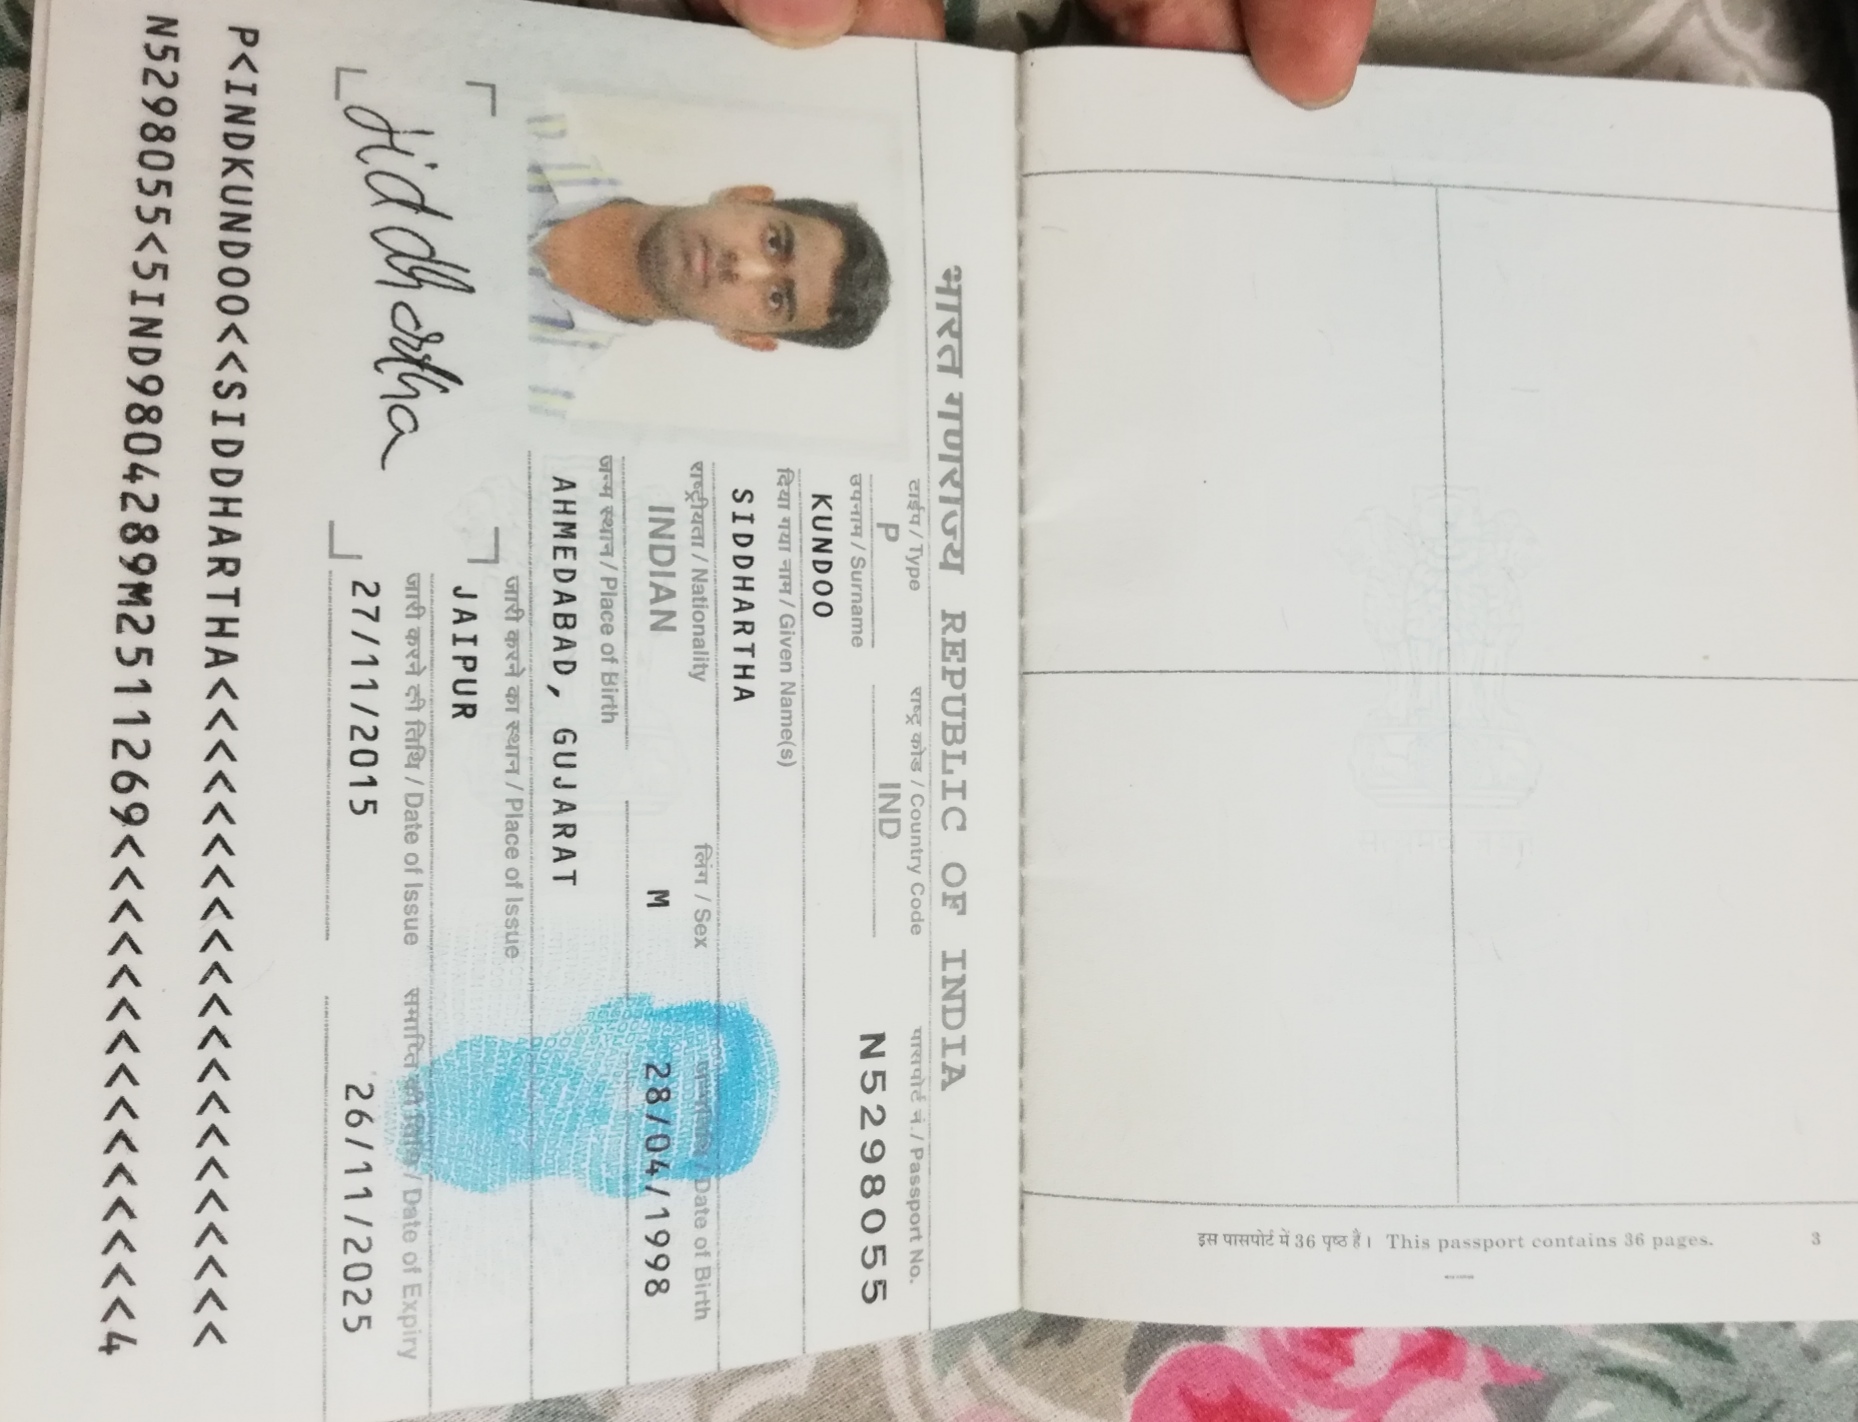 भारत गणराज्य REPUBLIC OF INDIA
टाईप / Type
राष्ट्र कोड / Country Code
पासपोर्ट नं. / Passport No.
P
IND
N5298055
उपनाम / Surname
KUNDOO
दिया गया नाम / Given Name(s)
SIDDHARTHA
राष्ट्रीयता / Nationality
लिंग / Sex
जन्मतिथि / Date of Birth
INDIAN
M
28/04/1998
जन्म स्थान / Place of Birth
AHMEDABAD, GUJARAT
जारी करने का स्थान / Place of Issue
JAIPUR
जारी करने की तिथि / Date of Issue
समाप्ति की तिथि / Date of Expiry
27/11/2015
26/11/2025
Siddhartha
P<INDKUNDOO<<SIDDHARTHA<<<<<<<<<<<<<<<<<<<<<
N5298055<5IND9804289M2511269<<<<<<<<<<<<<<<4
इस पासपोर्ट में 36 पृष्ठ है। This passport contains 36 pages.
3